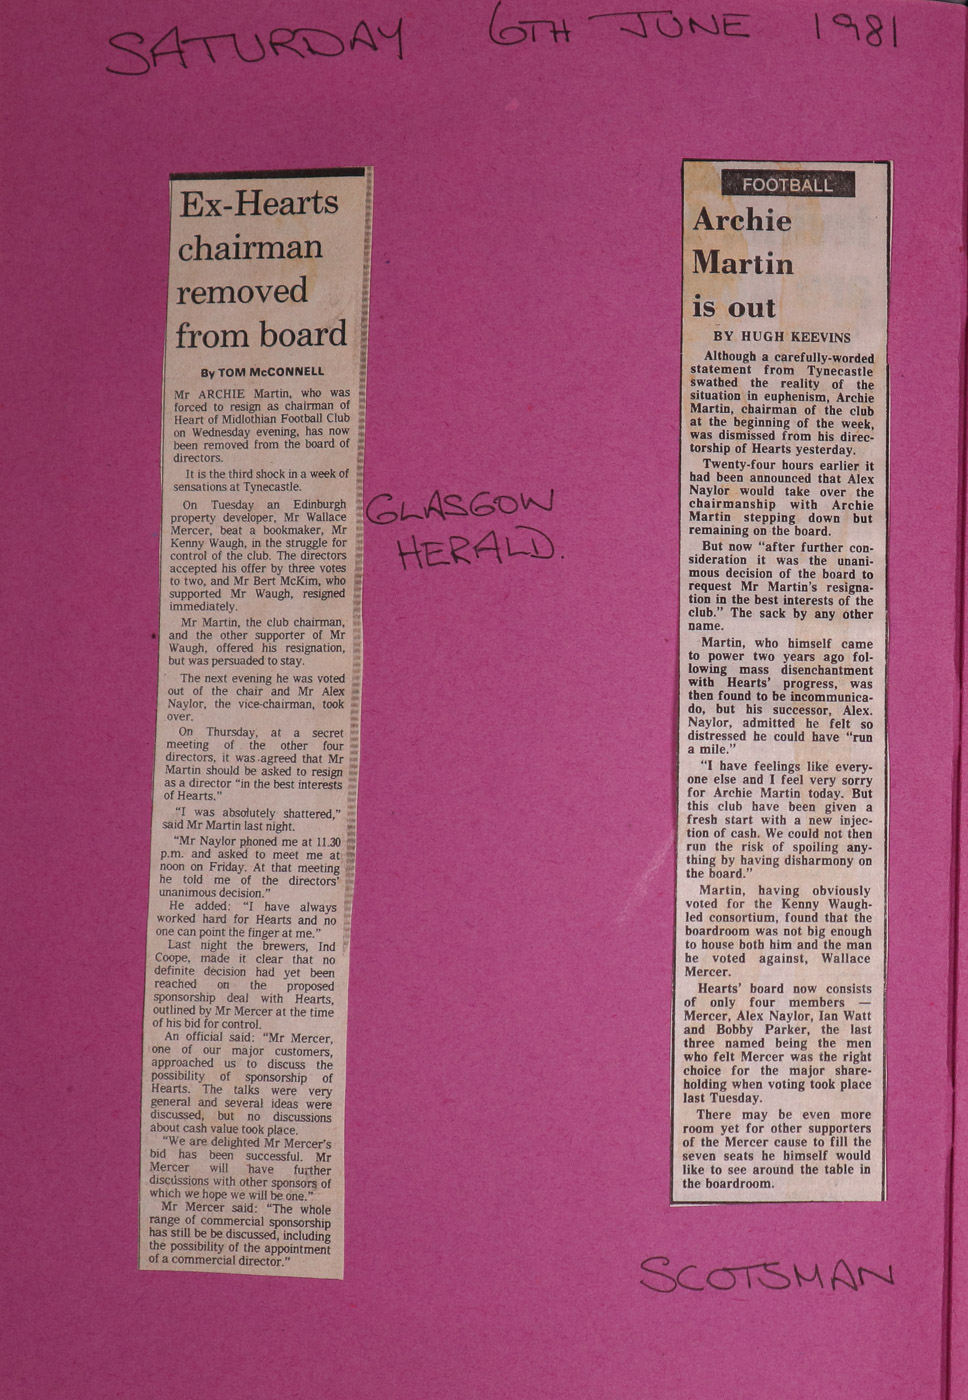 SATURDAY 6TH JUNE 1981
Ex-Hearts
chairman
removed
from board
By TOM McCONNELL
Mr ARCHIE Martin, who was
forced to resign as chairman of
Heart of Midlothian Football Club
on Wednesday evening, has now
been removed from the board of
directors.
It is the third shock in a week of
sensations at Tynecastle.
On Tuesday an Edinburgh
property developer, Mr Wallace
Mercer, beat a bookmaker, Mr
Kenny Waugh, in the struggle for
control of the club. The directors
accepted his offer by three votes
to two, and Mr Bert McKim, who
supported Mr Waugh, resigned
immediately.
Mr Martin, the club chairman,
and the other supporter of Mr
Waugh, offered his resignation,
but was persuaded to stay.
The next evening he was voted
out of the chair and Mr Alex
Naylor, the vice-chairman, took
over.
On Thursday, at a secret
meeting of the other four
directors, it was agreed that Mr
Martin should be asked to resign
as a director "in the best interests
of Hearts."
"I was absolutely shattered,"
said Mr Martin last night.
"Mr Naylor phoned me at 11.30
p.m. and asked to meet me at
noon on Friday. At that meeting
he told me of the directors'
unanimous decision."
He added: "I have always
worked hard for Hearts and no
one can point the finger at me."
Last night the brewers, Ind
Coope, made it clear that no
definite decision had yet been
reached on the proposed
sponsorship deal with Hearts,
outlined by Mr Mercer at the time
of his bid for control.
An official said: "Mr Mercer,
one of our major customers,
approached us to discuss the
possibility of sponsorship of
Hearts. The talks were very
general and several ideas were
discussed, but no discussions
about cash value took place.
"We are delighted Mr Mercer's
bid has been successful. Mr
Mercer will have further
discussions with other sponsors of
which we hope we will be one."
Mr Mercer said: "The whole
range of commercial sponsorship
has still be be discussed, including
the possibility of the appointment
of a commercial director."
GLASGOW
HERALD.
FOOTBALL
Archie
Martin
is out
BY HUGH KEEVINS
Although a carefully-worded
statement from Tynecastle
swathed the reality of the
situation in euphenism, Archie
Martin, chairman of the club
at the beginning of the week,
was dismissed from his direc-
torship of Hearts yesterday.
Twenty-four hours earlier it
had been announced that Alex
Naylor would take over the
chairmanship with Archie
Martin stepping down but
remaining on the board.
But now "after further con-
sideration it was the unani-
mous decision of the board to
request Mr Martin's resigna-
tion in the best interests of the
club." The sack by any other
name.
Martin, who himself came
to power two years ago fol-
lowing mass disenchantment
with Hearts' progress, was
then found to be incommunica-
do, but his successor, Alex.
Naylor, admitted he felt so
distressed he could have "run
a mile."
"I have feelings like every-
one else and I feel very sorry
for Archie Martin today. But
this club have been given a
fresh start with a new injec-
tion of cash. We could not then
run the risk of spoiling any-
thing by having disharmony on
the board."
Martin, having obviously
voted for the Kenny Waugh-
led consortium, found that the
boardroom was not big enough
to house both him and the man
he voted against, Wallace
Mercer.
Hearts' board now consists
of only four members —
Mercer, Alex Naylor, Ian Watt
and Bobby Parker, the last
three named being the men
who felt Mercer was the right
choice for the major share-
holding when voting took place
last Tuesday.
There may be even more
room yet for other supporters
of the Mercer cause to fill the
seven seats he himself would
like to see around the table in
the boardroom.
SCOTSMAN